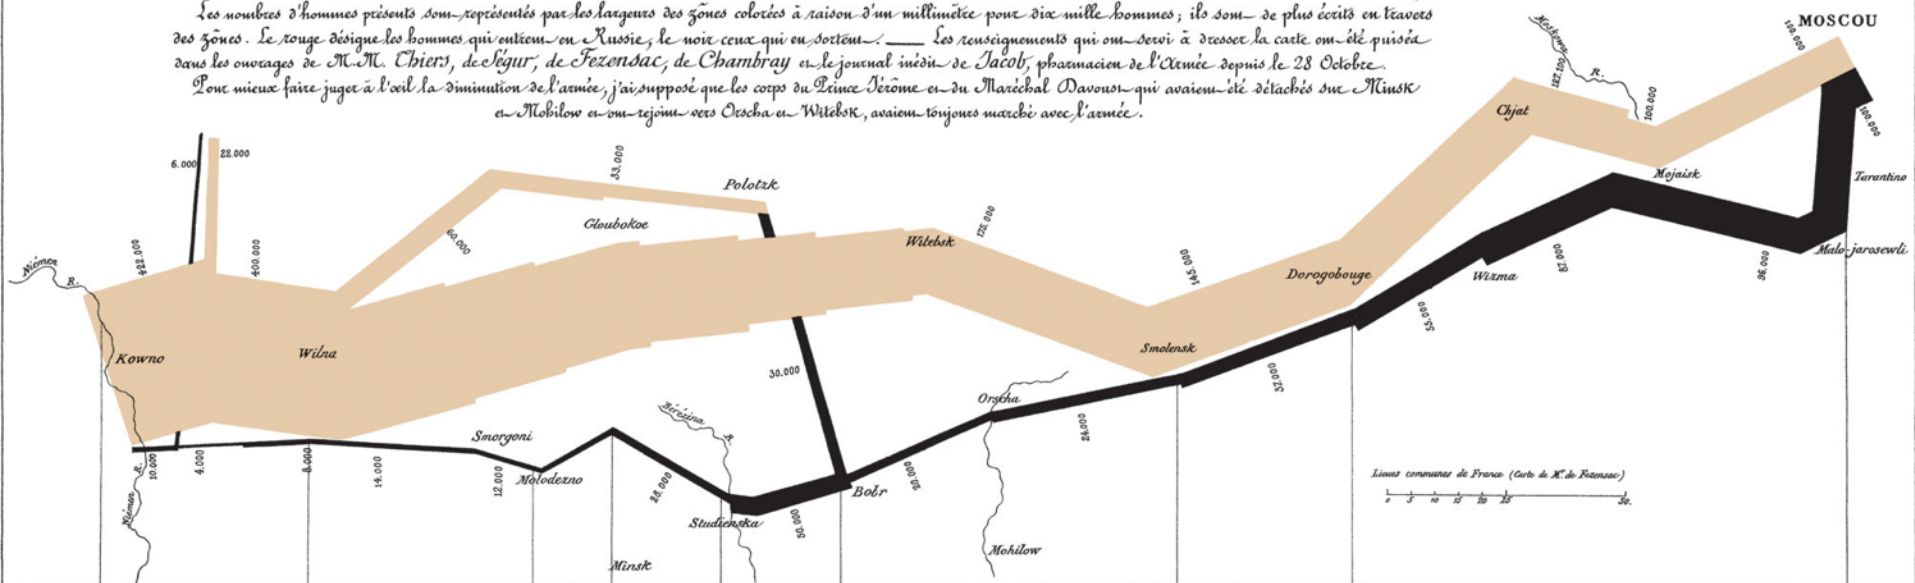 Les nombres d'hommes présents sont représentés par les largeurs des zônes colorées à raison d'un millimètre pour dix mille hommes; ils sont de plus écrits en travers
des zônes. Le rouge désigne les hommes qui entrent en Russie, le noir ceux qui en sortent. ___ Les renseignements qui ont servi à dresser la carte ont été puisés
dans les ouvrages de M.M. Thiers, de Ségur, de Fezensac, de Chambray et le journal inédit de Jacob, pharmacien de l'Armée depuis le 28 Octobre.
Pour mieux faire juger à l'œil la diminution de l'armée, j'ai supposé que les corps du Prince Jérôme et du Maréchal Davoust qui avaient été détachés sur Minsk
et Mohilow et ont rejoint vers Orscha et Witebsk, avaient toujours marché avec l'armée.
MOSCOU
100.000
Moskowa
R.
127.100
100.000
Chjat
Mojaisk
100.000
Tarantino
Malo-jarosewli
6.000
22.000
33.000
Polotzk
Gloubokoe
60.000
Witebsk
175.000
145.000
Dorogobouge
Wizma
87.000
96.000
55.000
Niémen
R.
422.000
400.000
Kowno
Wilna
Smolensk
37.000
30.000
Orscha
24.000
Bérézina
R.
Smorgoni
Molodezno
10.000
4.000
8.000
14.000
12.000
28.000
Studienska
50.000
Bobr
20.000
Niémen
R.
Minsk
Mohilow
Lieues communes de France (Carte de M. de Fezensac)
0 5 10 15 20 25 50.